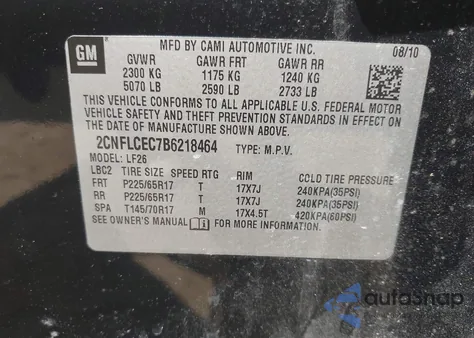 GM
MFD BY CAMI AUTOMOTIVE INC. 08/10
GVWR GAWR FRT GAWR RR
2300 KG 1175 KG 1240 KG
5070 LB 2590 LB 2733 LB
THIS VEHICLE CONFORMS TO ALL APPLICABLE U.S. FEDERAL MOTOR
VEHICLE SAFETY AND THEFT PREVENTION STANDARDS IN EFFECT ON
THE DATE OF MANUFACTURE SHOWN ABOVE.
2CNFLCEC7B6218464 TYPE: M.P.V.
MODEL: LF26
LBC2 TIRE SIZE SPEED RTG RIM COLD TIRE PRESSURE
FRT P225/65R17 T 17X7J 240KPA(35PSI)
RR P225/65R17 T 17X7J 240KPA(35PSI)
SPA T145/70R17 M 17X4.5T 420KPA(60PSI)
SEE OWNER'S MANUAL FOR MORE INFORMATION.
autosnap